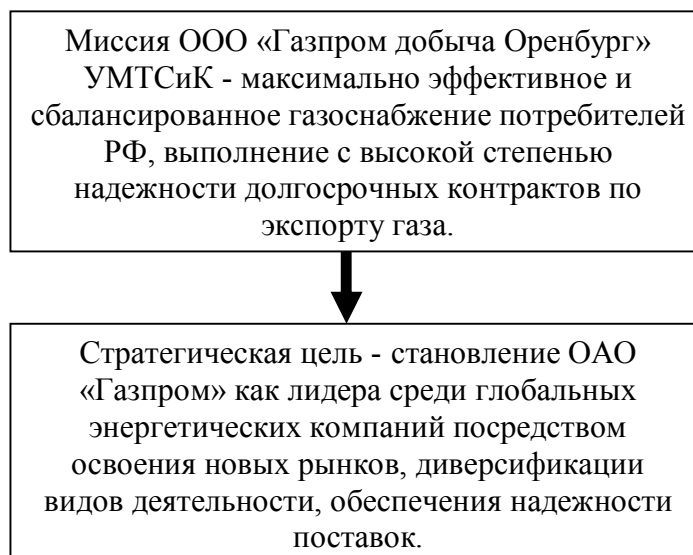 Миссия ООО «Газпром добыча Оренбург»
УМТСиК - максимально эффективное и
сбалансированное газоснабжение потребителей
РФ, выполнение с высокой степенью
надежности долгосрочных контрактов по
экспорту газа.
Стратегическая цель - становление ОАО
«Газпром» как лидера среди глобальных
энергетических компаний посредством
освоения новых рынков, диверсификации
видов деятельности, обеспечения надежности
поставок.